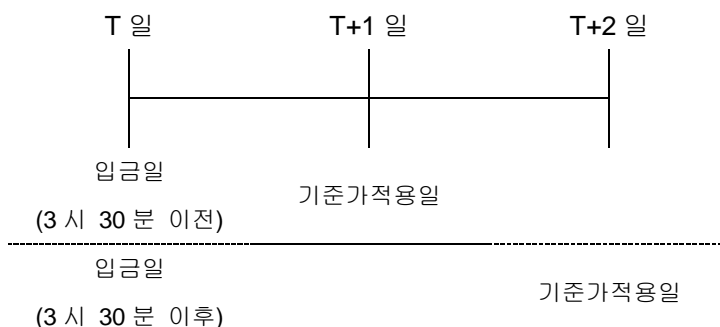 T 일 T+1 일 T+2 일
입금일
(3 시 30 분 이전)
기준가적용일
입금일
(3 시 30 분 이후)
기준가적용일